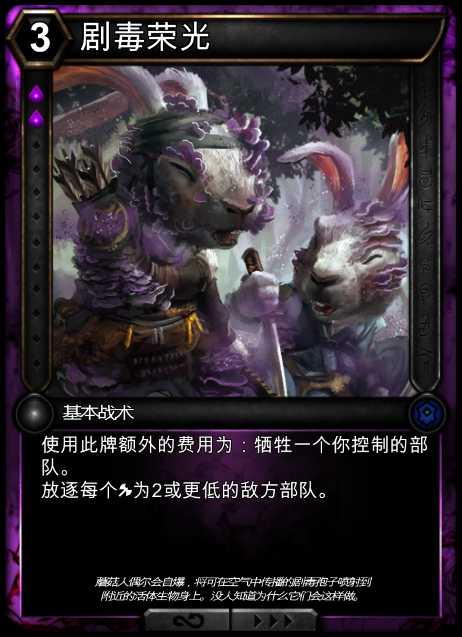 3
剧毒荣光
基本战术
使用此牌额外的费用为：牺牲一个你控制的部
队。
放逐每个为2或更低的敌方部队。
蘑菇人偶尔会自爆，将可在空气中传播的剧毒孢子喷射到
附近的活体生物身上。没人知道为什么它们会这样做。